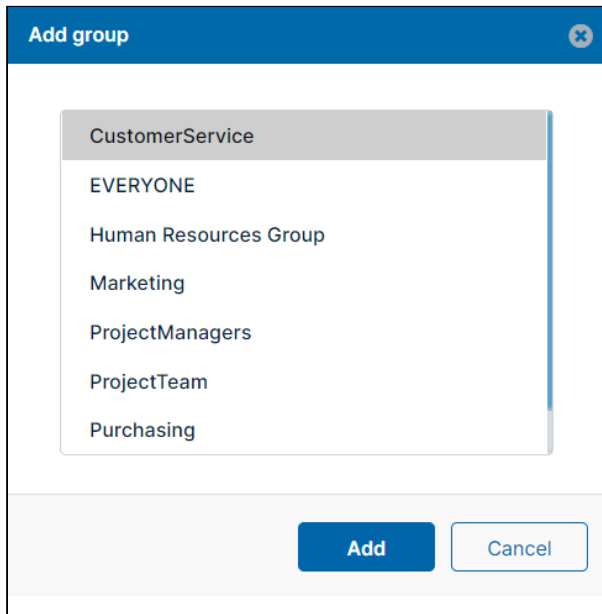 Add group
CustomerService
EVERYONE
Human Resources Group
Marketing
ProjectManagers
ProjectTeam
Purchasing
Add
Cancel